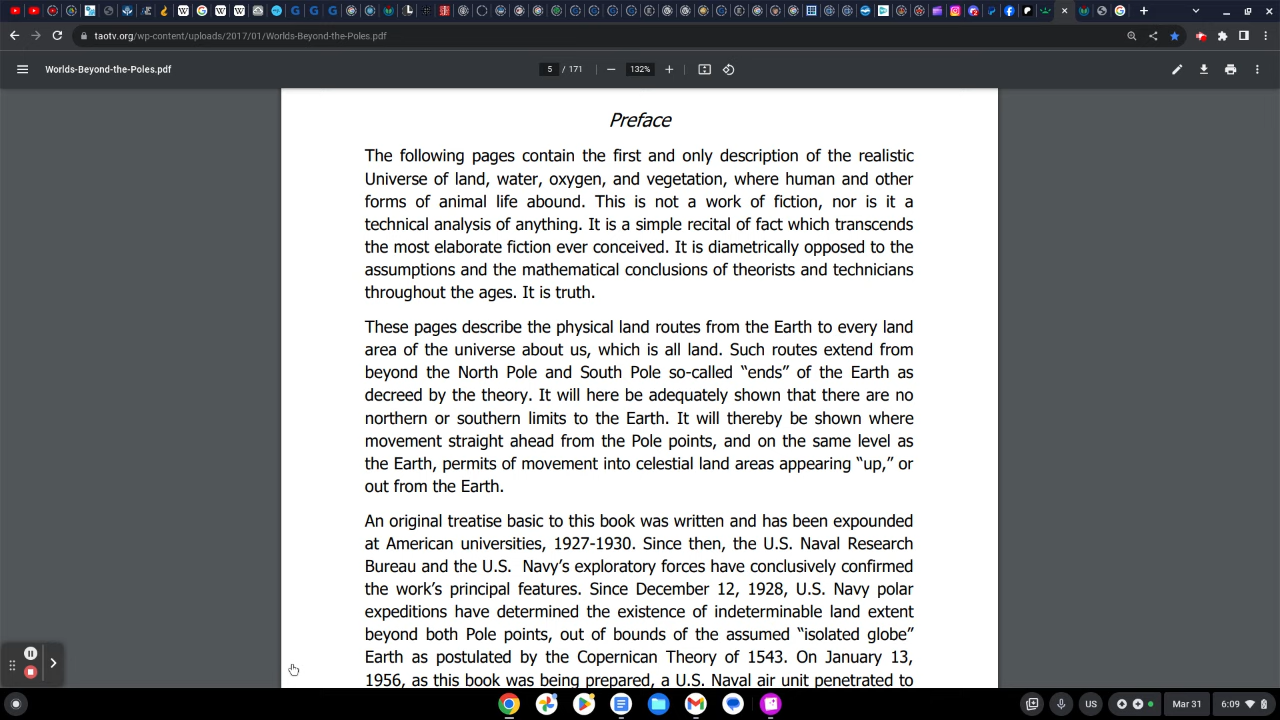 taotv.org/wp-content/uploads/2017/01/Worlds-Beyond-the-Poles.pdf
Worlds-Beyond-the-Poles.pdf
5 / 171
132%
Preface
The following pages contain the first and only description of the realistic
Universe of land, water, oxygen, and vegetation, where human and other
forms of animal life abound. This is not a work of fiction, nor is it a
technical analysis of anything. It is a simple recital of fact which transcends
the most elaborate fiction ever conceived. It is diametrically opposed to the
assumptions and the mathematical conclusions of theorists and technicians
throughout the ages. It is truth.
These pages describe the physical land routes from the Earth to every land
area of the universe about us, which is all land. Such routes extend from
beyond the North Pole and South Pole so-called “ends” of the Earth as
decreed by the theory. It will here be adequately shown that there are no
northern or southern limits to the Earth. It will thereby be shown where
movement straight ahead from the Pole points, and on the same level as
the Earth, permits of movement into celestial land areas appearing “up,” or
out from the Earth.
An original treatise basic to this book was written and has been expounded
at American universities, 1927-1930. Since then, the U.S. Naval Research
Bureau and the U.S. Navy’s exploratory forces have conclusively confirmed
the work’s principal features. Since December 12, 1928, U.S. Navy polar
expeditions have determined the existence of indeterminable land extent
beyond both Pole points, out of bounds of the assumed “isolated globe”
Earth as postulated by the Copernican Theory of 1543. On January 13,
1956, as this book was being prepared, a U.S. Naval air unit penetrated to
US
Mar 31
6:09